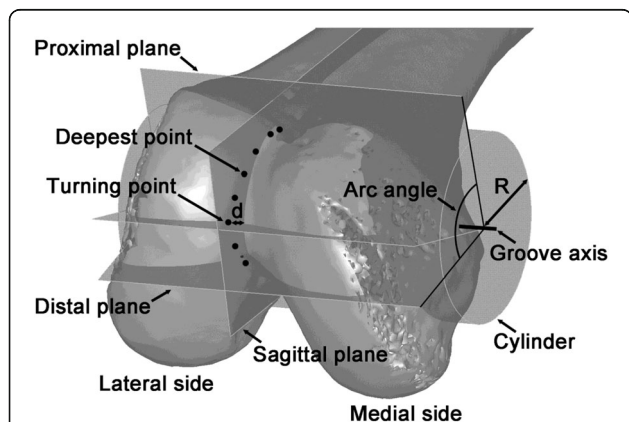 Proximal plane
Deepest point
Turning point
d
Arc angle
R
Groove axis
Distal plane
Sagittal plane
Cylinder
Lateral side
Medial side